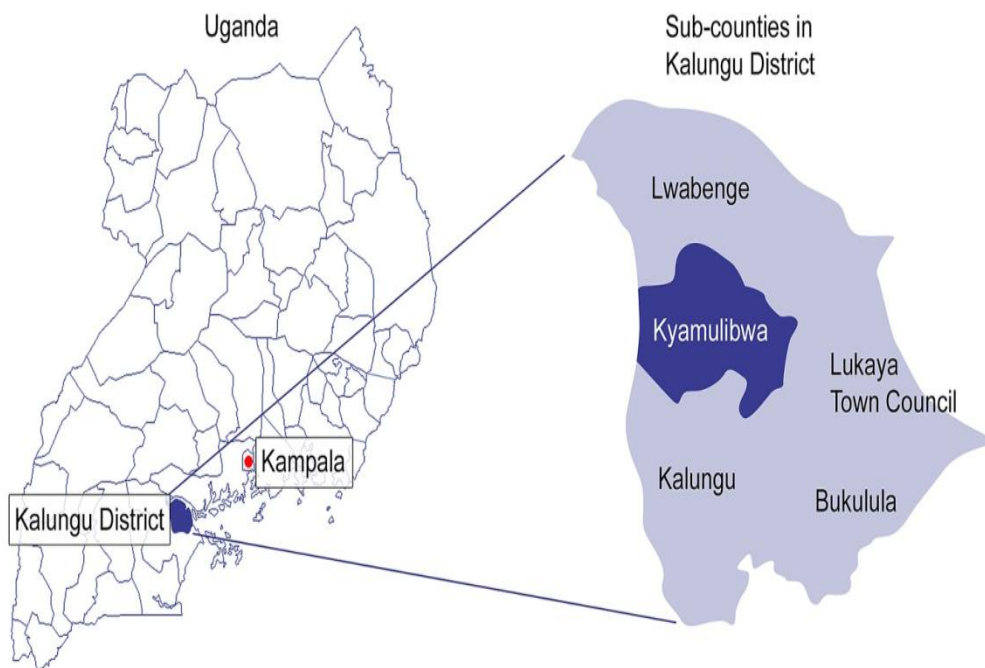 Uganda
Kampala
Kalungu District
Sub-counties in
Kalungu District
Lwabenge
Kyamulibwa
Lukaya
Town Council
Kalungu
Bukulula